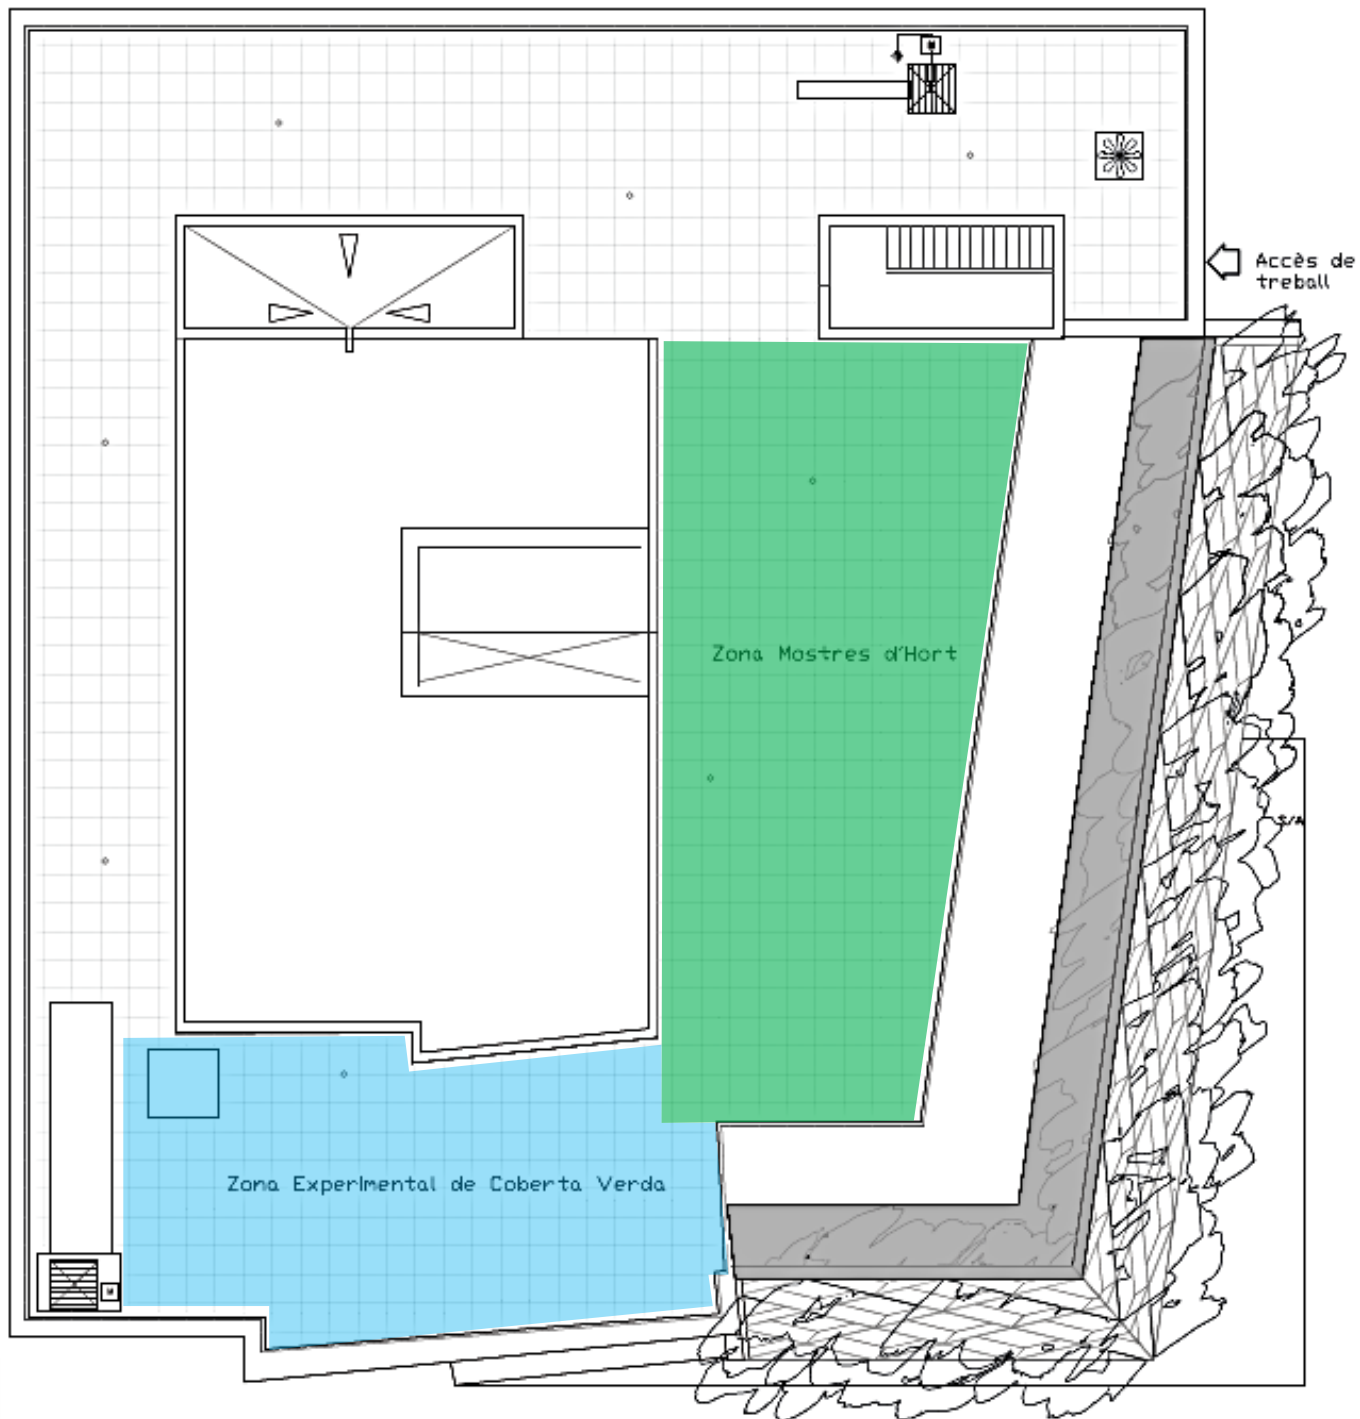 Accès de
treball
Zona Mostres d'Hort
Zona Experimental de Coberta Verda